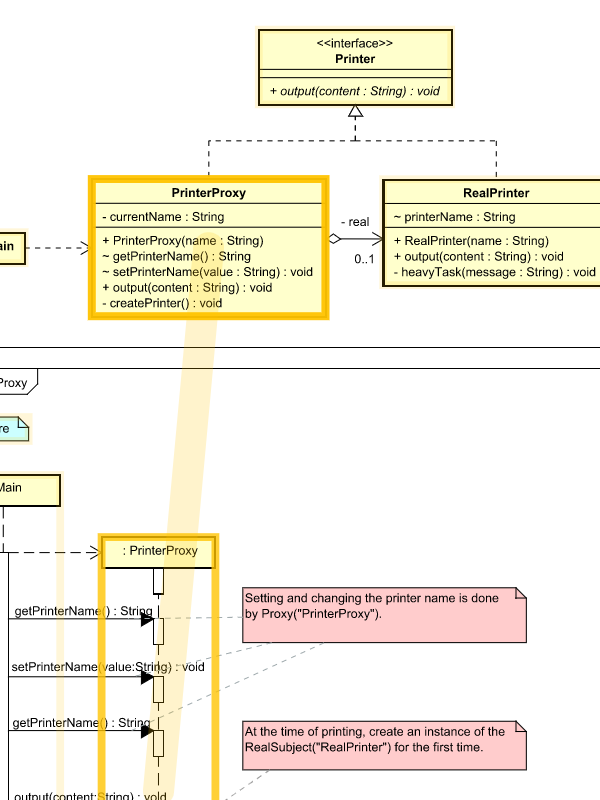 <<interface>>
Printer
+ output(content : String) : void
PrinterProxy
- currentName : String
+ PrinterProxy(name : String)
~ getPrinterName() : String
~ setPrinterName(value : String) : void
+ output(content : String) : void
- createPrinter() : void
- real
0..1
RealPrinter
~ printerName : String
+ RealPrinter(name : String)
+ output(content : String) : void
- heavyTask(message : String) : void
ain
Proxy
re
Main
: PrinterProxy
getPrinterName() : String
Setting and changing the printer name is done
by Proxy("PrinterProxy").
setPrinterName(value:String) : void
getPrinterName() : String
At the time of printing, create an instance of the
RealSubject("RealPrinter") for the first time.
output(content:String) : void